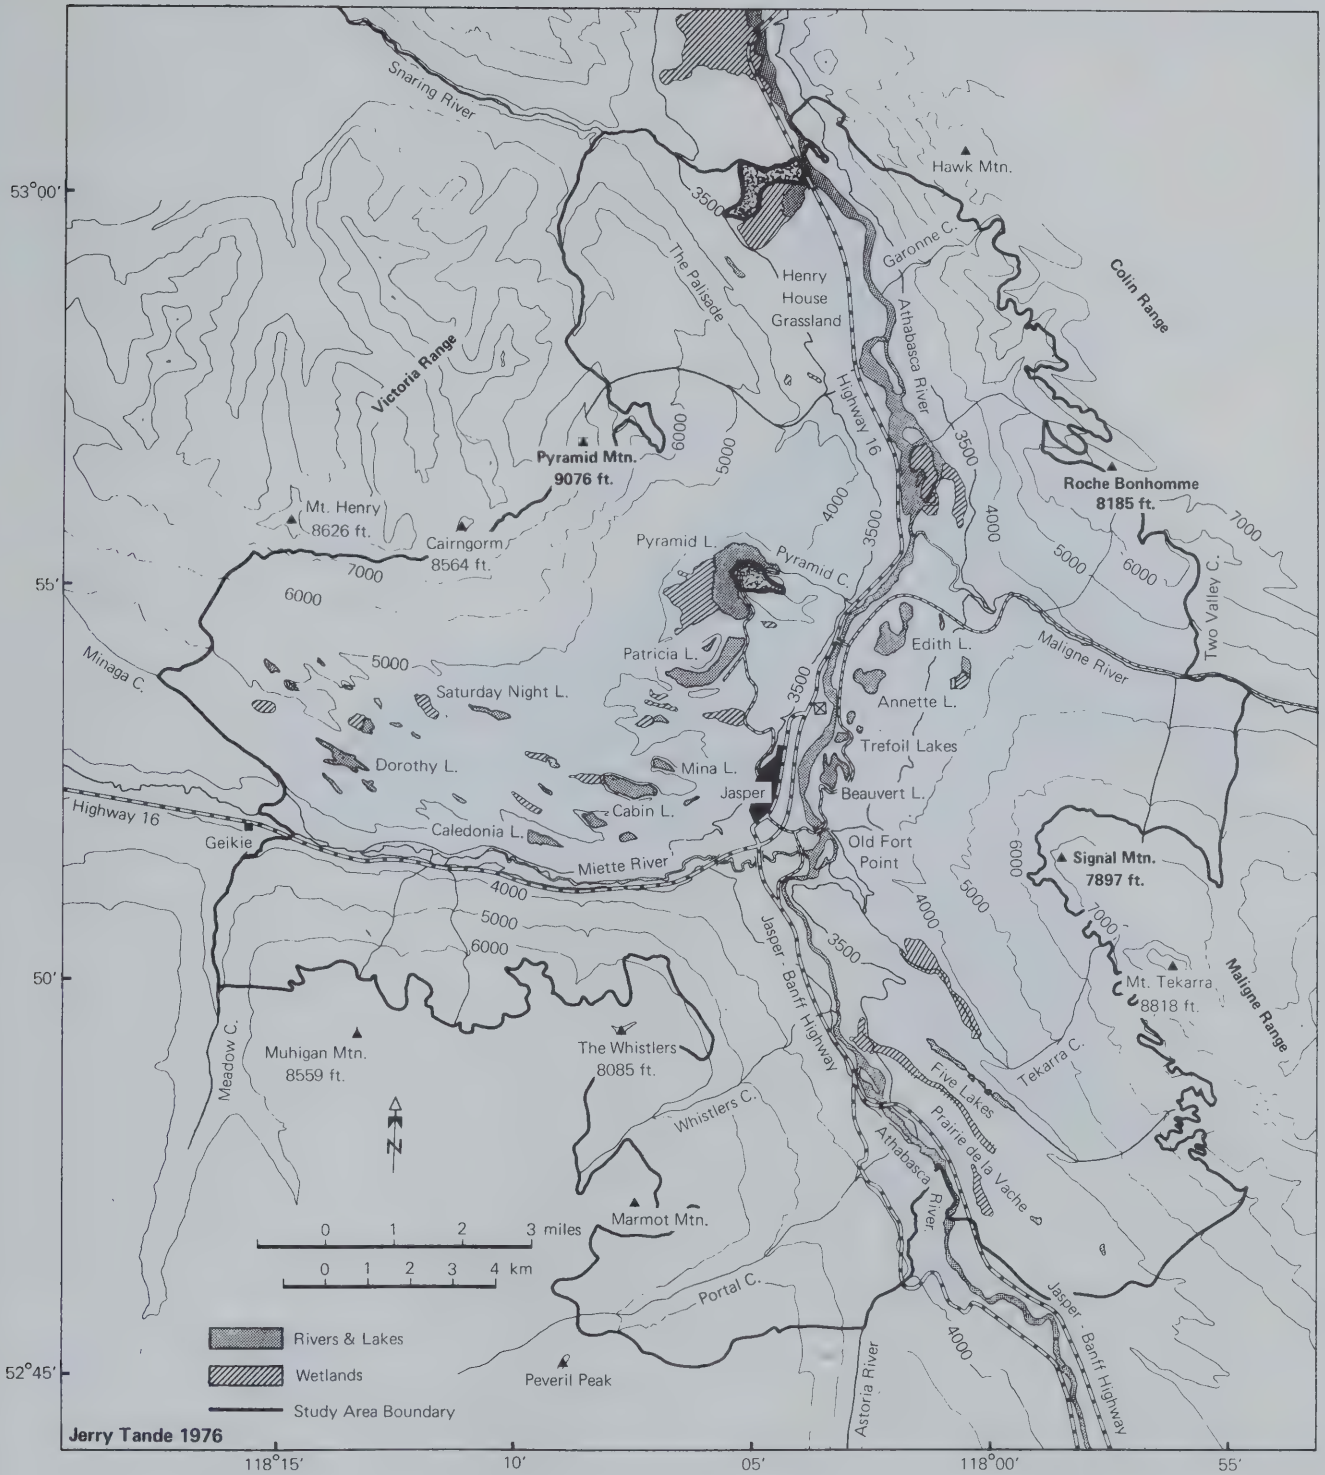 Snaring River
Hawk Mtn.
53°00'
3500
Garonne C.
The Palisade
Colin Range
Henry
House
Grassland
Athabasca River
Victoria Range
Highway 16
6000
5000
3500
Pyramid Mtn.
9076 ft.
Roche Bonhomme
8185 ft.
Mt. Henry
8626 ft.
4000
3500
4000
7000
Cairngorm
8564 ft.
Pyramid L.
Pyramid C.
5000
6000
7000
55'
6000
Two Valley C.
Edith L.
Maligne River
Minaga C.
5000
Patricia L.
3500
Saturday Night L.
Annette L.
Trefoil Lakes
Dorothy L.
Mina L.
Jasper
Beauvert L.
Highway 16
Cabin L.
Geikie
Caledonia L.
Old Fort
Point
Miette River
6000
Signal Mtn.
7897 ft.
4000
5000
4000
5000
7000
6000
3500
Jasper - Banff Highway
50'
Mt. Tekarra
8818 ft.
Maligne Range
Meadow C.
Muhigan Mtn.
8559 ft.
The Whistlers
8085 ft.
Five Lakes
Tekarra C.
Whistlers C.
Prairie de la Vache
N
Athabasca River
Marmot Mtn.
0 1 2 3 miles
0 1 2 3 4 km
Portal C.
Jasper - Banff Highway
Rivers & Lakes
4000
Wetlands
Peveril Peak
52°45'
Astoria River
Study Area Boundary
Jerry Tande 1976
118°15' 10' 05' 118°00' 55'